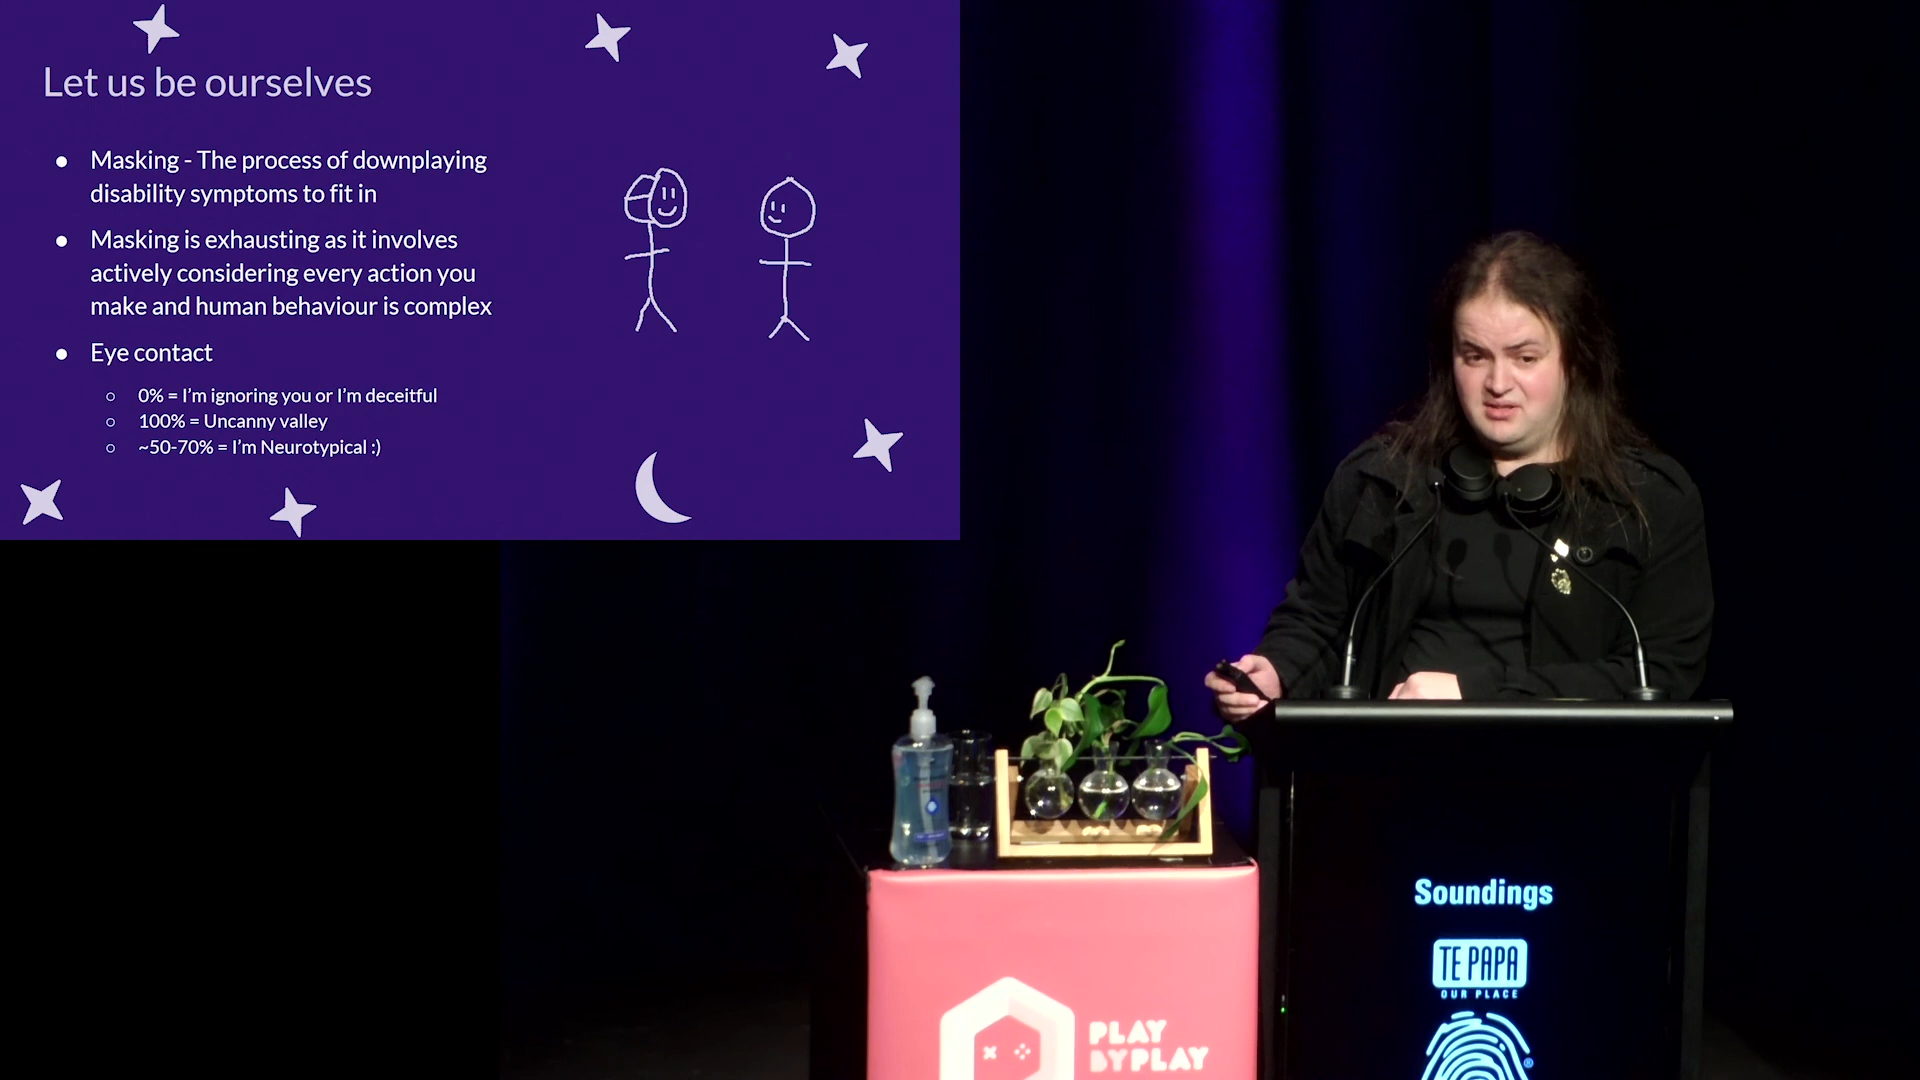 Let us be ourselves
● Masking - The process of downplaying
disability symptoms to fit in
● Masking is exhausting as it involves
actively considering every action you
make and human behaviour is complex
● Eye contact
○ 0% = I'm ignoring you or I'm deceitful
○ 100% = Uncanny valley
○ ~50-70% = I'm Neurotypical :)
Soundings
TE PAPA
OUR PLACE
PLAY
BYPLAY